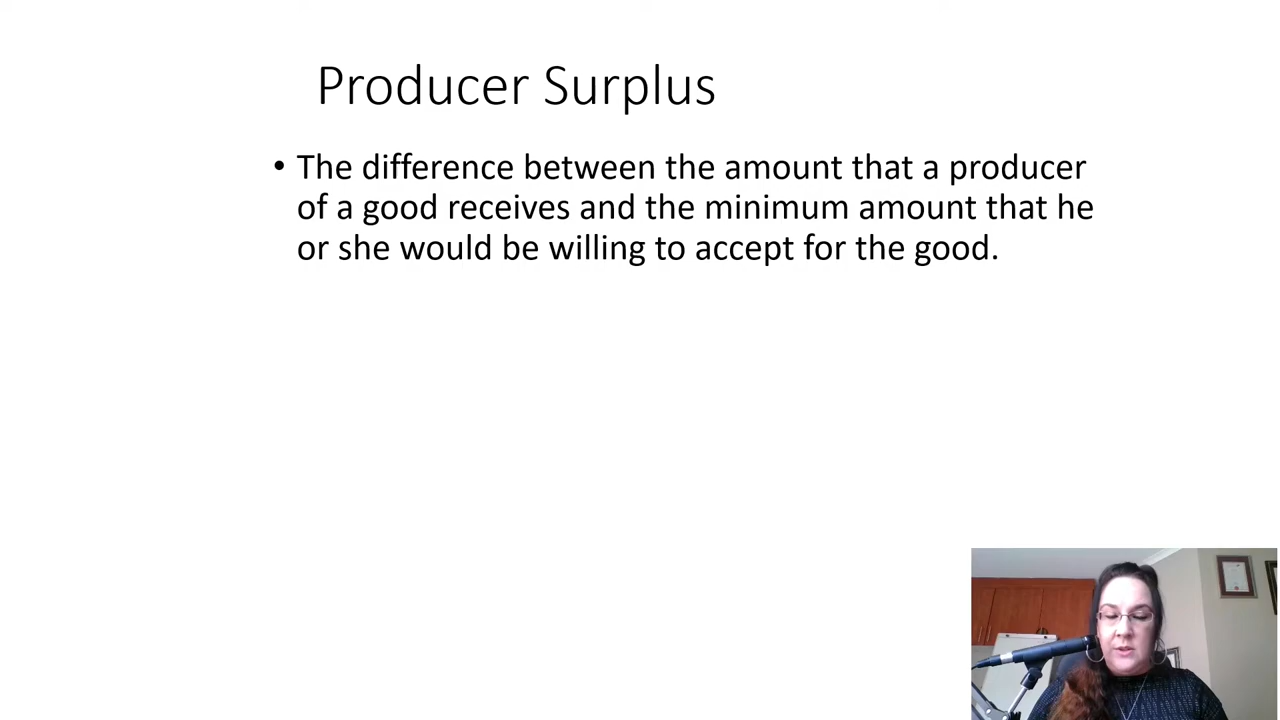 Producer Surplus
• The difference between the amount that a producer
of a good receives and the minimum amount that he
or she would be willing to accept for the good.